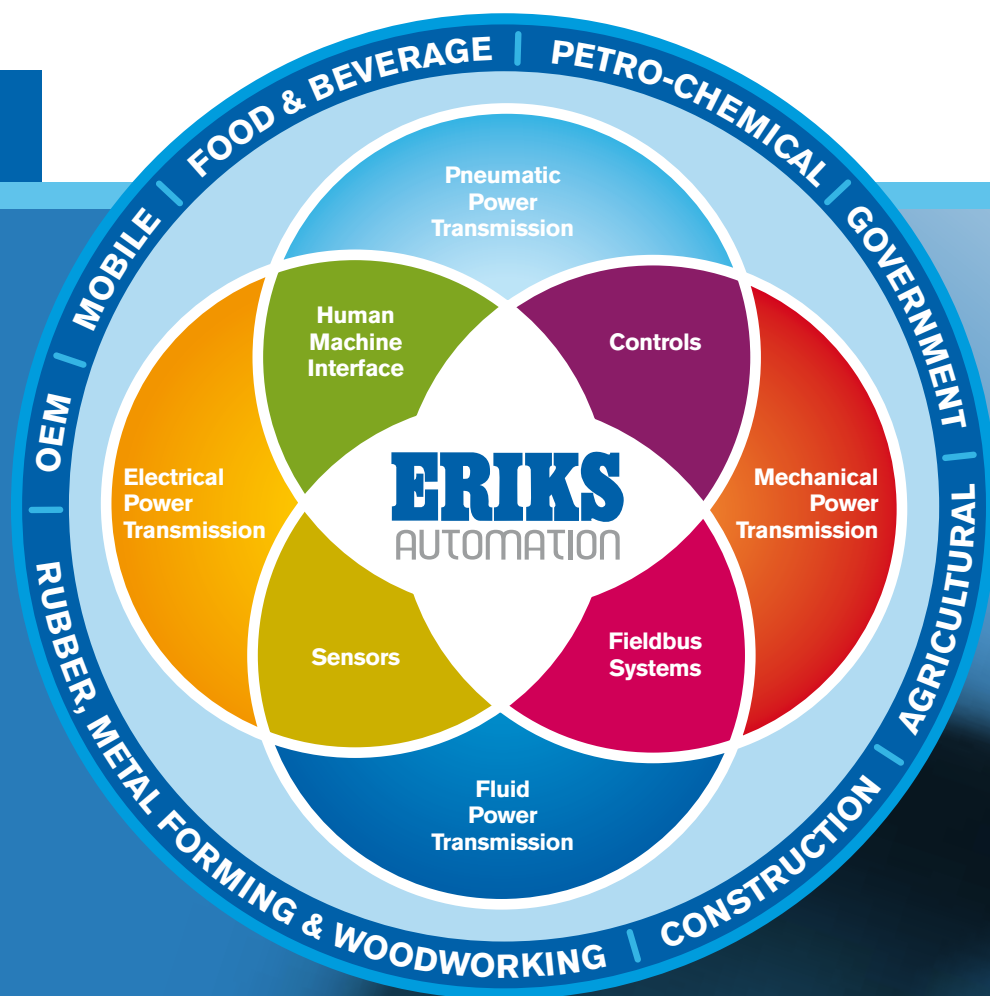 FOOD & BEVERAGE | PETRO-CHEMICAL | GOVERNMENT | AGRICULTURAL | CONSTRUCTION | RUBBER, METAL FORMING & WOODWORKING | OEM | MOBILE |
Pneumatic
Power
Transmission
Human
Machine
Interface
Controls
Electrical
Power
Transmission
ERIKS
AUTOMATION
Mechanical
Power
Transmission
Sensors
Fieldbus
Systems
Fluid
Power
Transmission